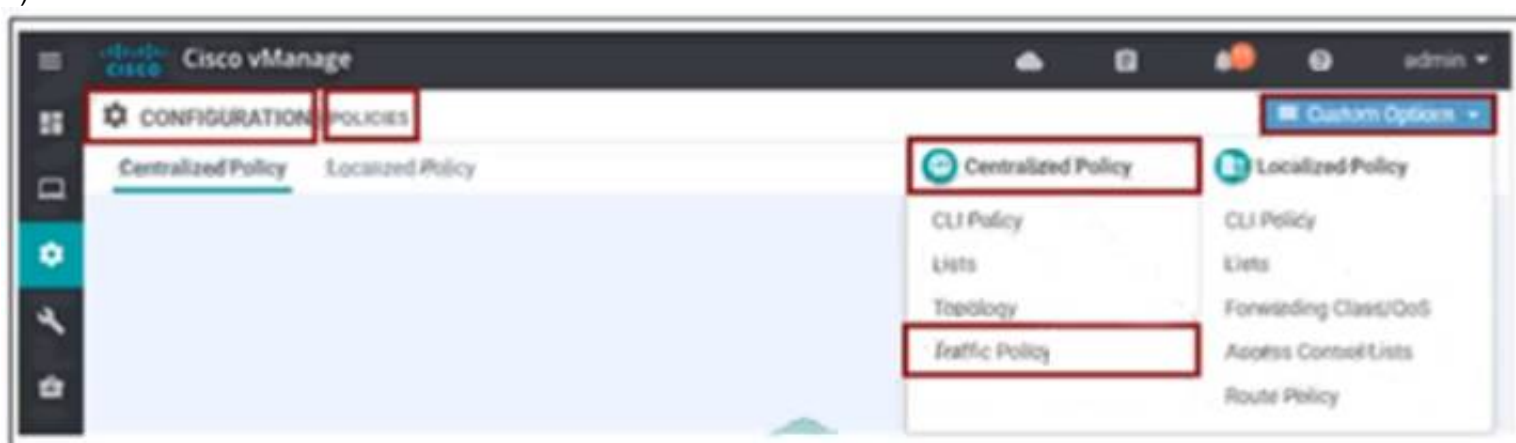 Cisco vManage admin
CISCO
CONFIGURATION POLICIES Custom Options
Centralized Policy Localized Policy
Centralized Policy Localized Policy
CLI Policy CLI Policy
Lists Lists
Topology Forwarding Class/QoS
Traffic Policy Access Control Lists
Route Policy